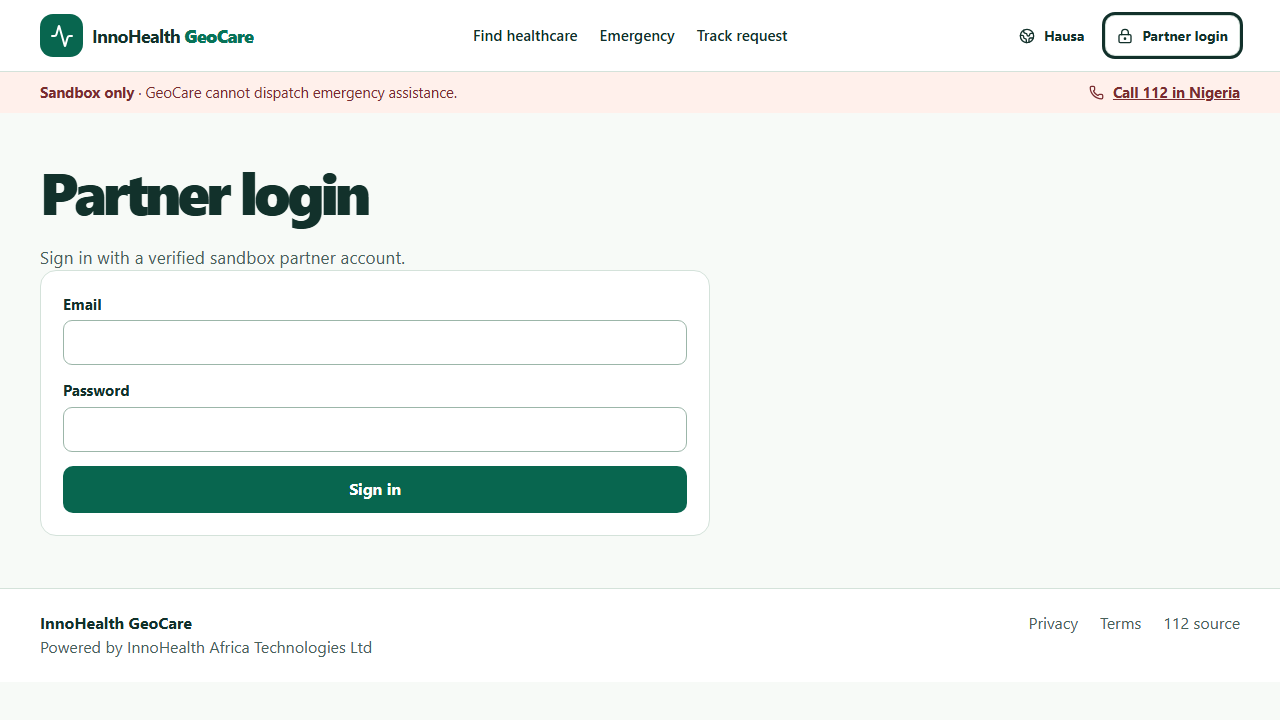 InnoHealth GeoCare
Find healthcare
Emergency
Track request
Hausa
Partner login
Sandbox only · GeoCare cannot dispatch emergency assistance.
Call 112 in Nigeria
Partner login
Sign in with a verified sandbox partner account.
Email
Password
Sign in
InnoHealth GeoCare
Powered by InnoHealth Africa Technologies Ltd
Privacy
Terms
112 source